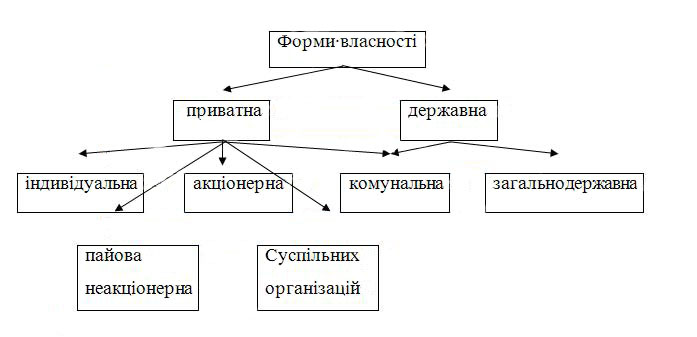 Форми·власності
приватна
державна
індивідуальна
акціонерна
комунальна
загальнодержавна
пайова
неакціонерна
Суспільних
організацій